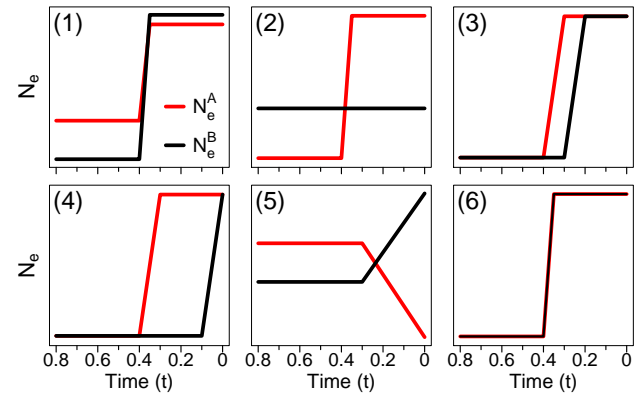 (1) (2) (3)
N_e
N_e^A
N_e^B
(4) (5) (6)
N_e
0.8 0.6 0.4 0.2 0 0.8 0.6 0.4 0.2 0 0.8 0.6 0.4 0.2 0
Time (t) Time (t) Time (t)